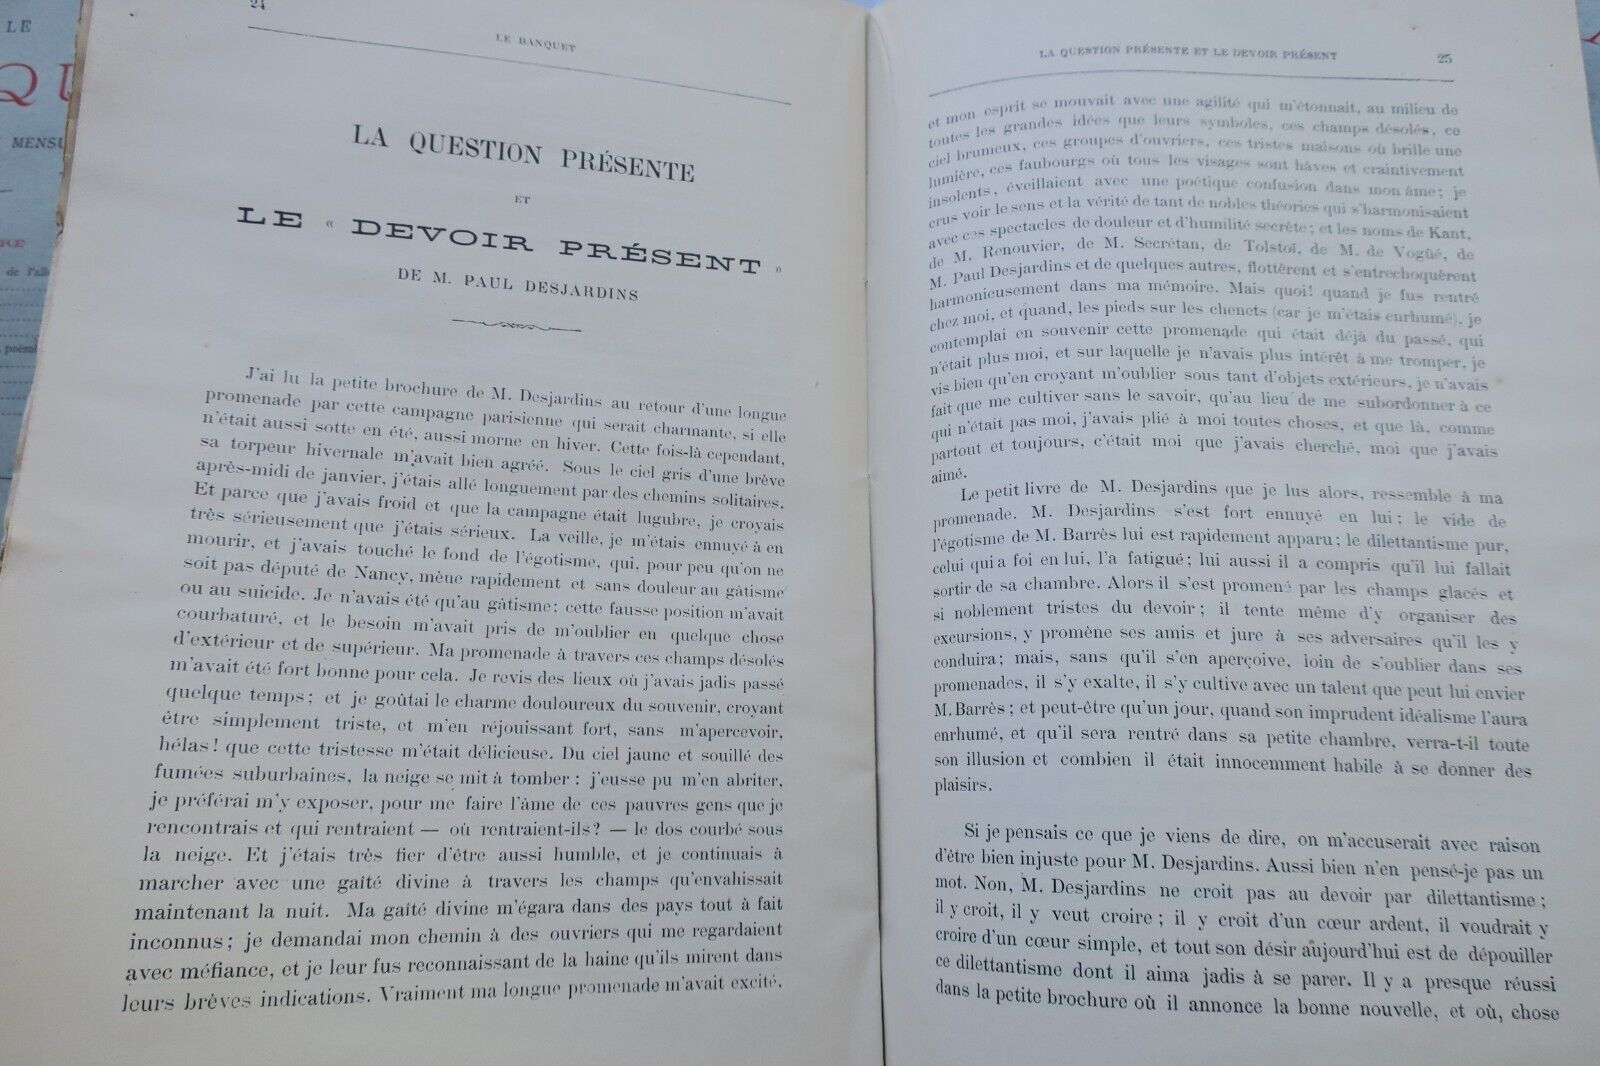 LE
QU
MENSU
RE
de l'all
, poëm
24
LE BANQUET
LA QUESTION PRÉSENTE
ET
LE « DEVOIR PRÉSENT »
DE M. PAUL DESJARDINS
J'ai lu la petite brochure de M. Desjardins au retour d'une longue
promenade par cette campagne parisienne qui serait charmante, si elle
n'était aussi sotte en été, aussi morne en hiver. Cette fois-là cependant,
sa torpeur hivernale m'avait bien agréé. Sous le ciel gris d'une brève
après-midi de janvier, j'étais allé longuement par des chemins solitaires.
Et parce que j'avais froid et que la campagne était lugubre, je croyais
très sérieusement que j'étais sérieux. La veille, je m'étais ennuyé à en
mourir, et j'avais touché le fond de l'égotisme, qui, pour peu qu'on ne
soit pas député de Nancy, mène rapidement et sans douleur au gâtisme
ou au suicide. Je n'avais été qu'au gâtisme; cette fausse position m'avait
courbaturé, et le besoin m'avait pris de m'oublier en quelque chose
d'extérieur et de supérieur. Ma promenade à travers ces champs désolés
m'avait été fort bonne pour cela. Je revis des lieux où j'avais jadis passé
quelque temps; et je goûtai le charme douloureux du souvenir, croyant
être simplement triste, et m'en réjouissant fort, sans m'apercevoir,
hélas! que cette tristesse m'était délicieuse. Du ciel jaune et souillé des
fumées suburbaines, la neige se mit à tomber : j'eusse pu m'en abriter,
je préférai m'y exposer, pour me faire l'âme de ces pauvres gens que je
rencontrais et qui rentraient — où rentraient-ils? — le dos courbé sous
la neige. Et j'étais très fier d'être aussi humble, et je continuais à
marcher avec une gaîté divine à travers les champs qu'envahissait
maintenant la nuit. Ma gaîté divine m'égara dans des pays tout à fait
inconnus; je demandai mon chemin à des ouvriers qui me regardaient
avec méfiance, et je leur fus reconnaissant de la haine qu'ils mirent dans
leurs brèves indications. Vraiment ma longue promenade m'avait excité,
LA QUESTION PRÉSENTE ET LE DEVOIR PRÉSENT
25
et mon esprit se mouvait avec une agilité qui m'étonnait, au milieu de
toutes les grandes idées que leurs symboles, ces champs désolés, ce
ciel brumeux, ces groupes d'ouvriers, ces tristes maisons où brille une
lumière, ces faubourgs où tous les visages sont hâves et craintivement
insolents, éveillaient avec une poétique confusion dans mon âme; je
crus voir le sens et la vérité de tant de nobles théories qui s'harmonisaient
avec ces spectacles de douleur et d'humilité secrète; et les noms de Kant,
de M. Renouvier, de M. Secrétan, de Tolstoï, de M. de Vogüé, de
M. Paul Desjardins et de quelques autres, flottèrent et s'entrechoquèrent
harmonieusement dans ma mémoire. Mais quoi! quand je fus rentré
chez moi, et quand, les pieds sur les chenets (car je m'étais enrhumé), je
contemplai en souvenir cette promenade qui était déjà du passé, qui
n'était plus moi, et sur laquelle je n'avais plus intérêt à me tromper, je
vis bien qu'en croyant m'oublier sous tant d'objets extérieurs, je n'avais
fait que me cultiver sans le savoir, qu'au lieu de me subordonner à ce
qui n'était pas moi, j'avais plié à moi toutes choses, et que là, comme
partout et toujours, c'était moi que j'avais cherché, moi que j'avais
aimé.
Le petit livre de M. Desjardins que je lus alors, ressemble à ma
promenade. M. Desjardins s'est fort ennuyé en lui; le vide de
l'égotisme de M. Barrès lui est rapidement apparu; le dilettantisme pur,
celui qui a foi en lui, l'a fatigué; lui aussi il a compris qu'il lui fallait
sortir de sa chambre. Alors il s'est promené par les champs glacés et
si noblement tristes du devoir; il tente même d'y organiser des
excursions, y promène ses amis et jure à ses adversaires qu'il les y
conduira; mais, sans qu'il s'en aperçoive, loin de s'oublier dans ses
promenades, il s'y exalte, il s'y cultive avec un talent que peut lui envier
M. Barrès; et peut-être qu'un jour, quand son imprudent idéalisme l'aura
enrhumé, et qu'il sera rentré dans sa petite chambre, verra-t-il toute
son illusion et combien il était innocemment habile à se donner des
plaisirs.
Si je pensais ce que je viens de dire, on m'accuserait avec raison
d'être bien injuste pour M. Desjardins. Aussi bien n'en pensé-je pas un
mot. Non, M. Desjardins ne croit pas au devoir par dilettantisme;
il y croit, il y veut croire; il y croit d'un cœur ardent, il voudrait y
croire d'un cœur simple, et tout son désir aujourd'hui est de dépouiller
ce dilettantisme dont il aima jadis à se parer. Il y a presque réussi
dans la petite brochure où il annonce la bonne nouvelle, et où, chose